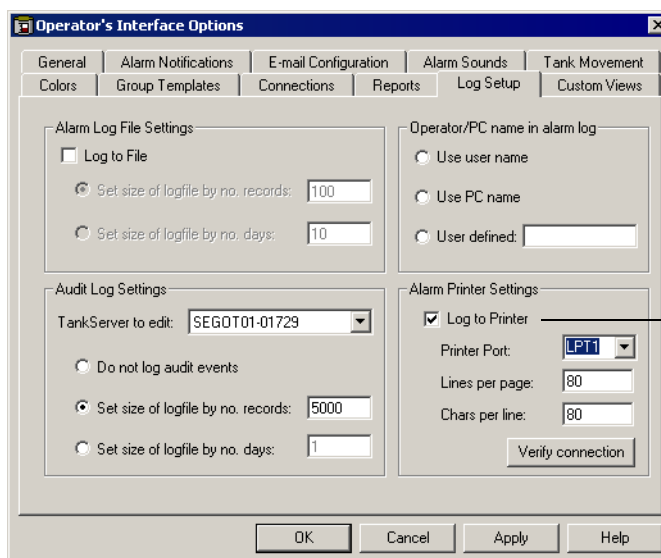 Operator's Interface Options
General
Alarm Notifications
E-mail Configuration
Alarm Sounds
Tank Movement
Colors
Group Templates
Connections
Reports
Log Setup
Custom Views
Alarm Log File Settings
Log to File
Set size of logfile by no. records: 100
Set size of logfile by no. days: 10
Operator/PC name in alarm log
Use user name
Use PC name
User defined:
Audit Log Settings
TankServer to edit: SEGOT01-01729
Do not log audit events
Set size of logfile by no. records: 5000
Set size of logfile by no. days: 1
Alarm Printer Settings
Log to Printer
Printer Port: LPT1
Lines per page: 80
Chars per line: 80
Verify connection
OK
Cancel
Apply
Help